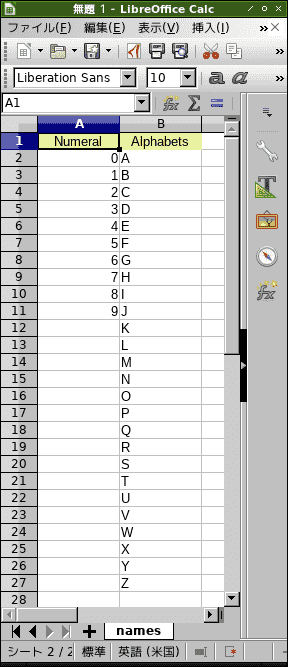 無題 1 - LibreOffice Calc
ファイル(F) 編集(E) 表示(V) 挿入(I) »
»
Liberation Sans 10 a a »
A1 fx Σ =
A B
1 Numeral Alphabets
2 0 A
3 1 B
4 2 C
5 3 D
6 4 E
7 5 F
8 6 G
9 7 H
10 8 I
11 9 J
12 K
13 L
14 M
15 N
16 O
17 P
18 Q
19 R
20 S
21 T
22 U
23 V
24 W
25 X
26 Y
27 Z
28
names
シート 2 / 2 標準 英語 (米国)